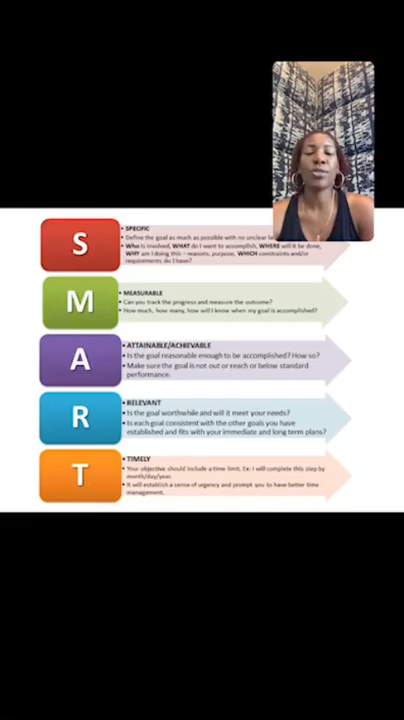 S
• SPECIFIC
• Define the goal as much as possible with no unclear
• Who is involved, WHAT do I want to accomplish, WHERE will it be done,
WHY am I doing this – reasons, purpose, WHICH constraints and/or
requirements do I have?
M
• MEASURABLE
• Can you track the progress and measure the outcome?
• How much, how many, how will I know when my goal is accomplished?
A
• ATTAINABLE/ACHIEVABLE
• Is the goal reasonable enough to be accomplished? How so?
• Make sure the goal is not out or reach or below standard
performance.
R
• RELEVANT
• Is the goal worthwhile and will it meet your needs?
• Is each goal consistent with the other goals you have
established and fits with your immediate and long term plans?
T
• TIMELY
• Your objective should include a time limit. Ex: I will complete this step by
month/day/year.
• It will establish a sense of urgency and prompt you to have better time
management.